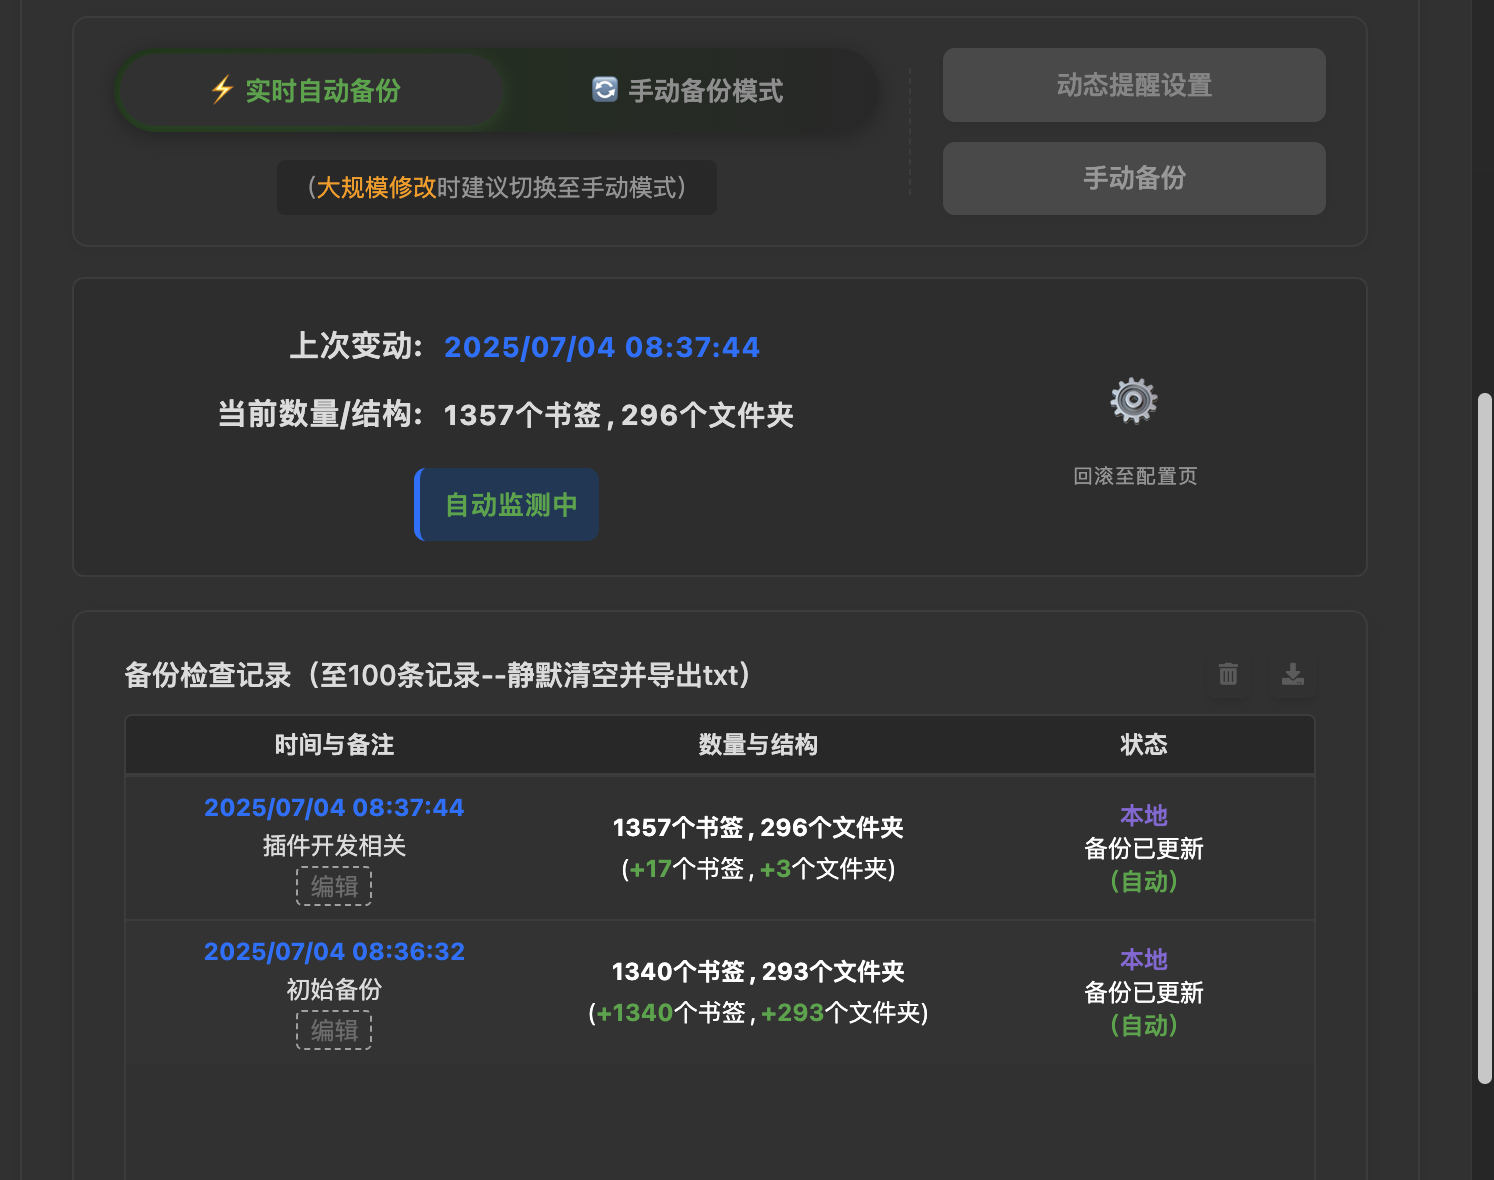 ⚡ 实时自动备份
🔄 手动备份模式
（大规模修改时建议切换至手动模式）
动态提醒设置
手动备份
上次变动: 2025/07/04 08:37:44
当前数量/结构: 1357个书签 , 296个文件夹
自动监测中
回滚至配置页
备份检查记录（至100条记录--静默清空并导出txt）
时间与备注 数量与结构 状态
2025/07/04 08:37:44
插件开发相关
编辑
1357个书签 , 296个文件夹
(+17个书签 , +3个文件夹)
本地
备份已更新
（自动）
2025/07/04 08:36:32
初始备份
编辑
1340个书签 , 293个文件夹
(+1340个书签 , +293个文件夹)
本地
备份已更新
（自动）